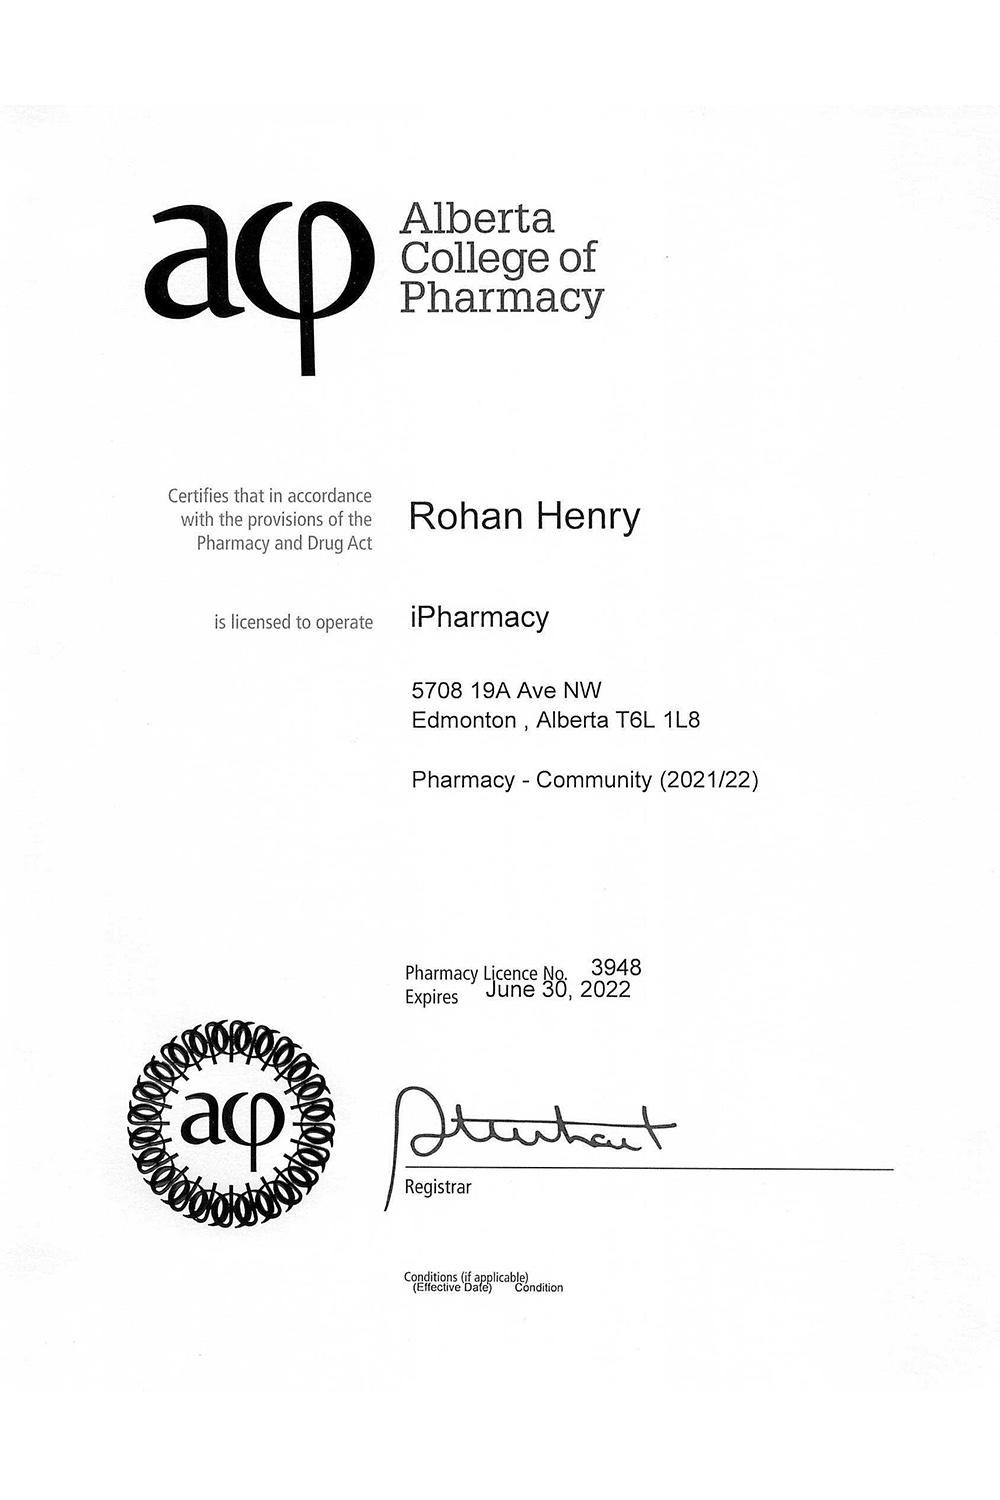 acp
Alberta
College of
Pharmacy
Certifies that in accordance
with the provisions of the
Pharmacy and Drug Act
Rohan Henry
is licensed to operate
iPharmacy
5708 19A Ave NW
Edmonton , Alberta T6L 1L8
Pharmacy - Community (2021/22)
Pharmacy Licence No. 3948
Expires June 30, 2022
acp
Registrar
Conditions (if applicable)
(Effective Date) Condition